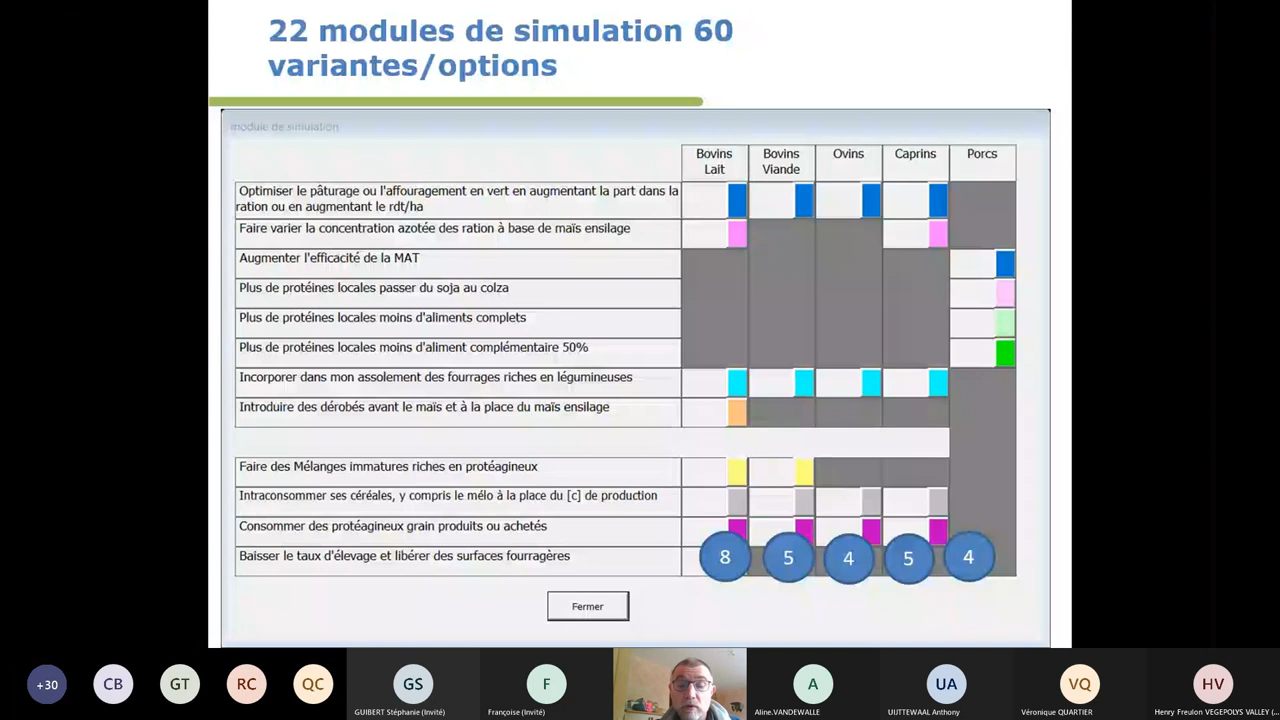 22 modules de simulation 60
variantes/options
module de simulation
Bovins Lait
Bovins Viande
Ovins
Caprins
Porcs
Optimiser le pâturage ou l'affouragement en vert en augmentant la part dans la
ration ou en augmentant le rdt/ha
Faire varier la concentration azotée des ration à base de maïs ensilage
Augmenter l'efficacité de la MAT
Plus de protéines locales passer du soja au colza
Plus de protéines locales moins d'aliments complets
Plus de protéines locales moins d'aliment complémentaire 50%
Incorporer dans mon assolement des fourrages riches en légumineuses
Introduire des dérobés avant le maïs et à la place du maïs ensilage
Faire des Mélanges immatures riches en protéagineux
Intraconsommer ses céréales, y compris le mélo à la place du [c] de production
Consommer des protéagineux grain produits ou achetés
Baisser le taux d'élevage et libérer des surfaces fourragères
8 5 4 5 4
Fermer
+30 CB GT RC QC GS F A UA VQ HV
GUIBERT Stéphanie (Invité)
Françoise (Invité)
Aline.VANDEWALLE
UIJTTEWAAL Anthony
Véronique QUARTIER
Henry Freulon VEGEPOLYS VALLEY (...